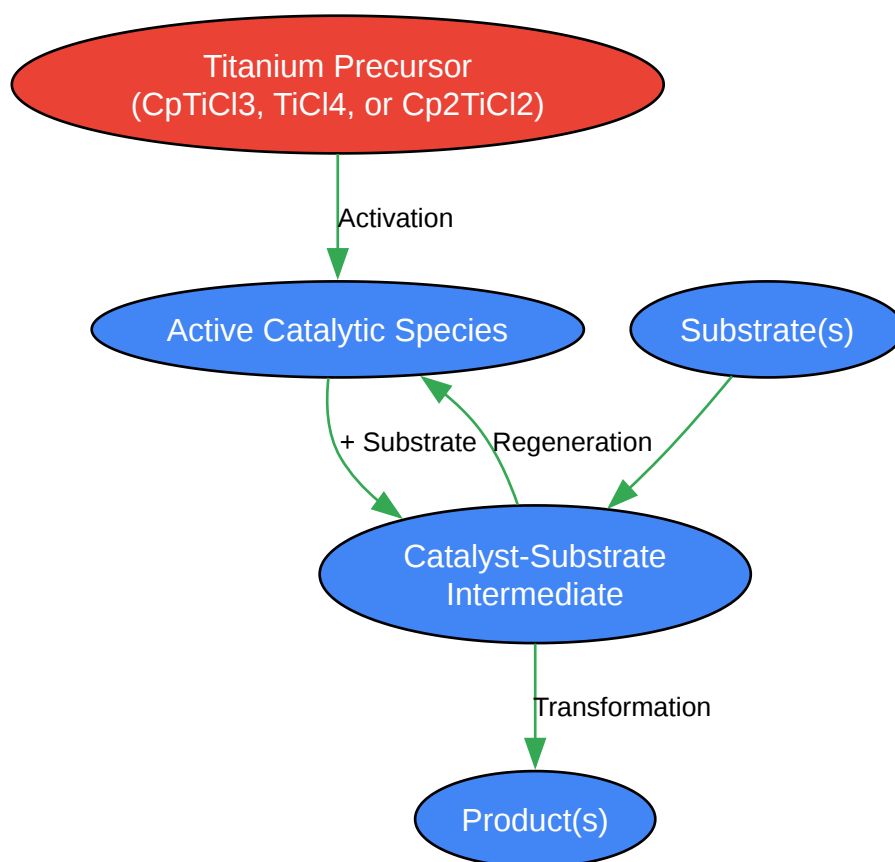 Titanium Precursor
(CpTiCl3, TiCl4, or Cp2TiCl2)
Activation
Active Catalytic Species
Substrate(s)
+ Substrate
Regeneration
Catalyst-Substrate
Intermediate
Transformation
Product(s)